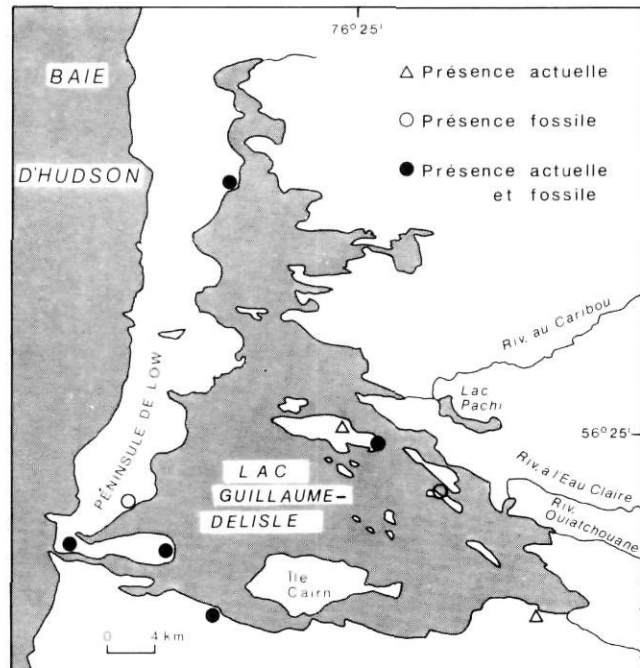 76° 25'
BAIE
D'HUDSON
△ Présence actuelle
○ Présence fossile
● Présence actuelle
et fossile
Riv. au Caribou
Lac
Pachi
56° 25'
PÉNINSULE DE LOW
LAC
GUILLAUME-
DELISLE
Riv. à l'Eau Claire
Riv.
Ouiatchouane
Ile
Cairn
0 4 km